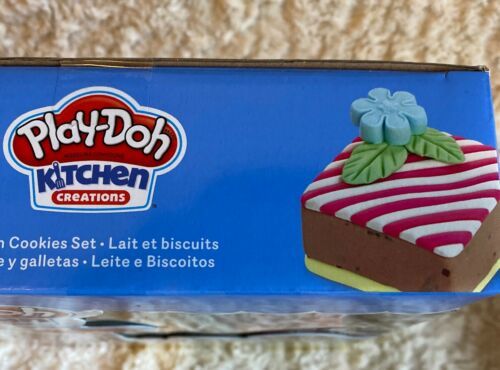 Play-Doh
KITCHEN
CREATIONS
Cookies Set • Lait et biscuits
y galletas • Leite e Biscoitos